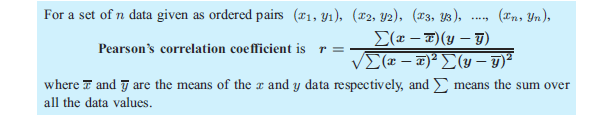 For a set of n data given as ordered pairs (x₁, y₁), (x₂, y₂), (x₃, y₃), ...., (xₙ, yₙ),
Pearson's correlation coefficient is r = ∑(x − x̅)(y − y̅) / √(∑(x − x̅)² ∑(y − y̅)²)
where x̅ and y̅ are the means of the x and y data respectively, and ∑ means the sum over
all the data values.